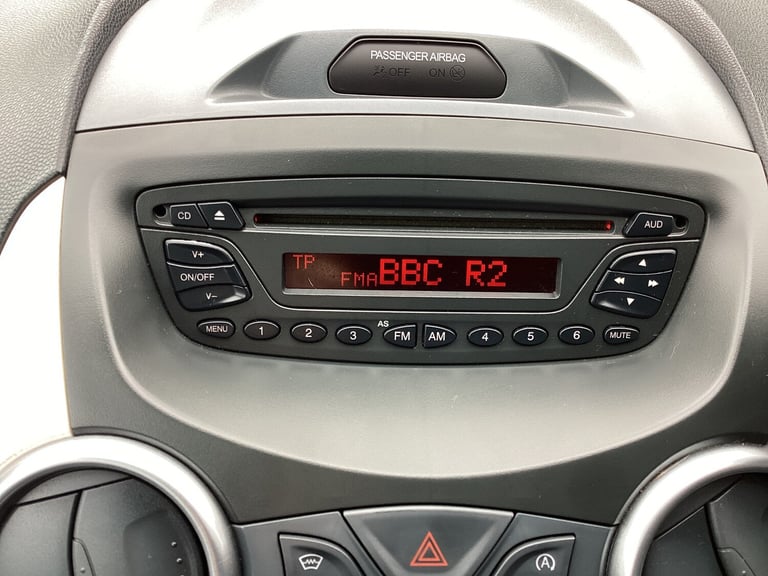 PASSENGER AIRBAG
OFF ON
CD AUD
V+
ON/OFF
V–
TP
FMA BBC R2
AS
MENU 1 2 3 FM AM 4 5 6 MUTE
A